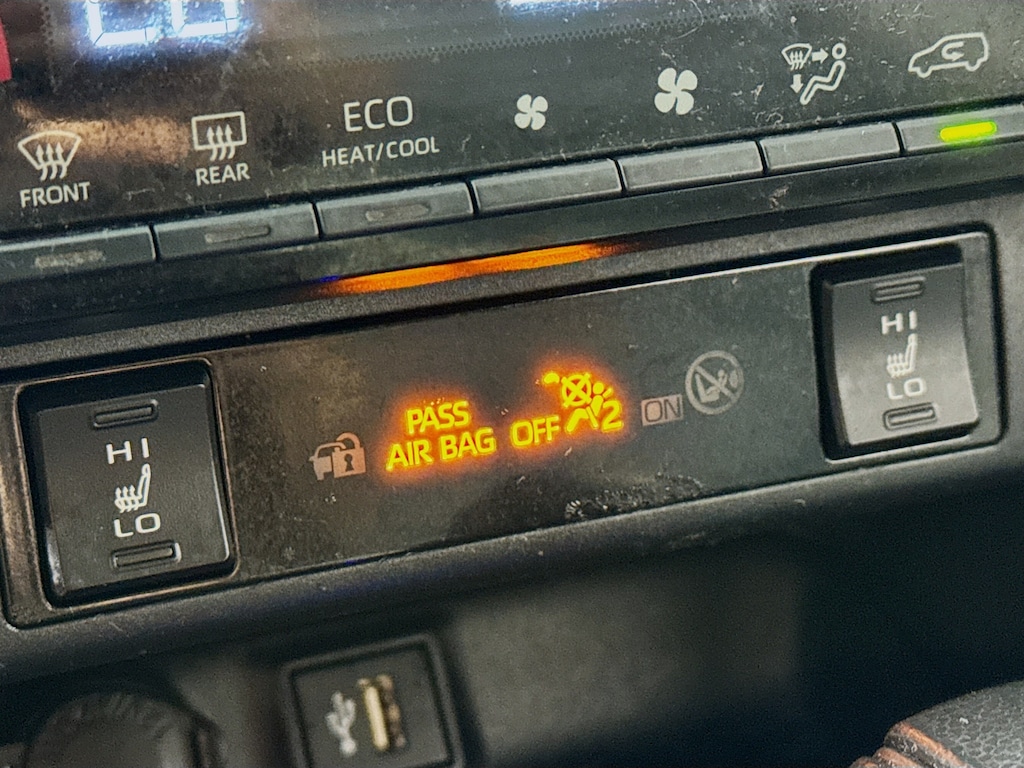 FRONT
REAR
ECO
HEAT/COOL
HI
LO
PASS
AIR BAG OFF 2 ON
HI
LO